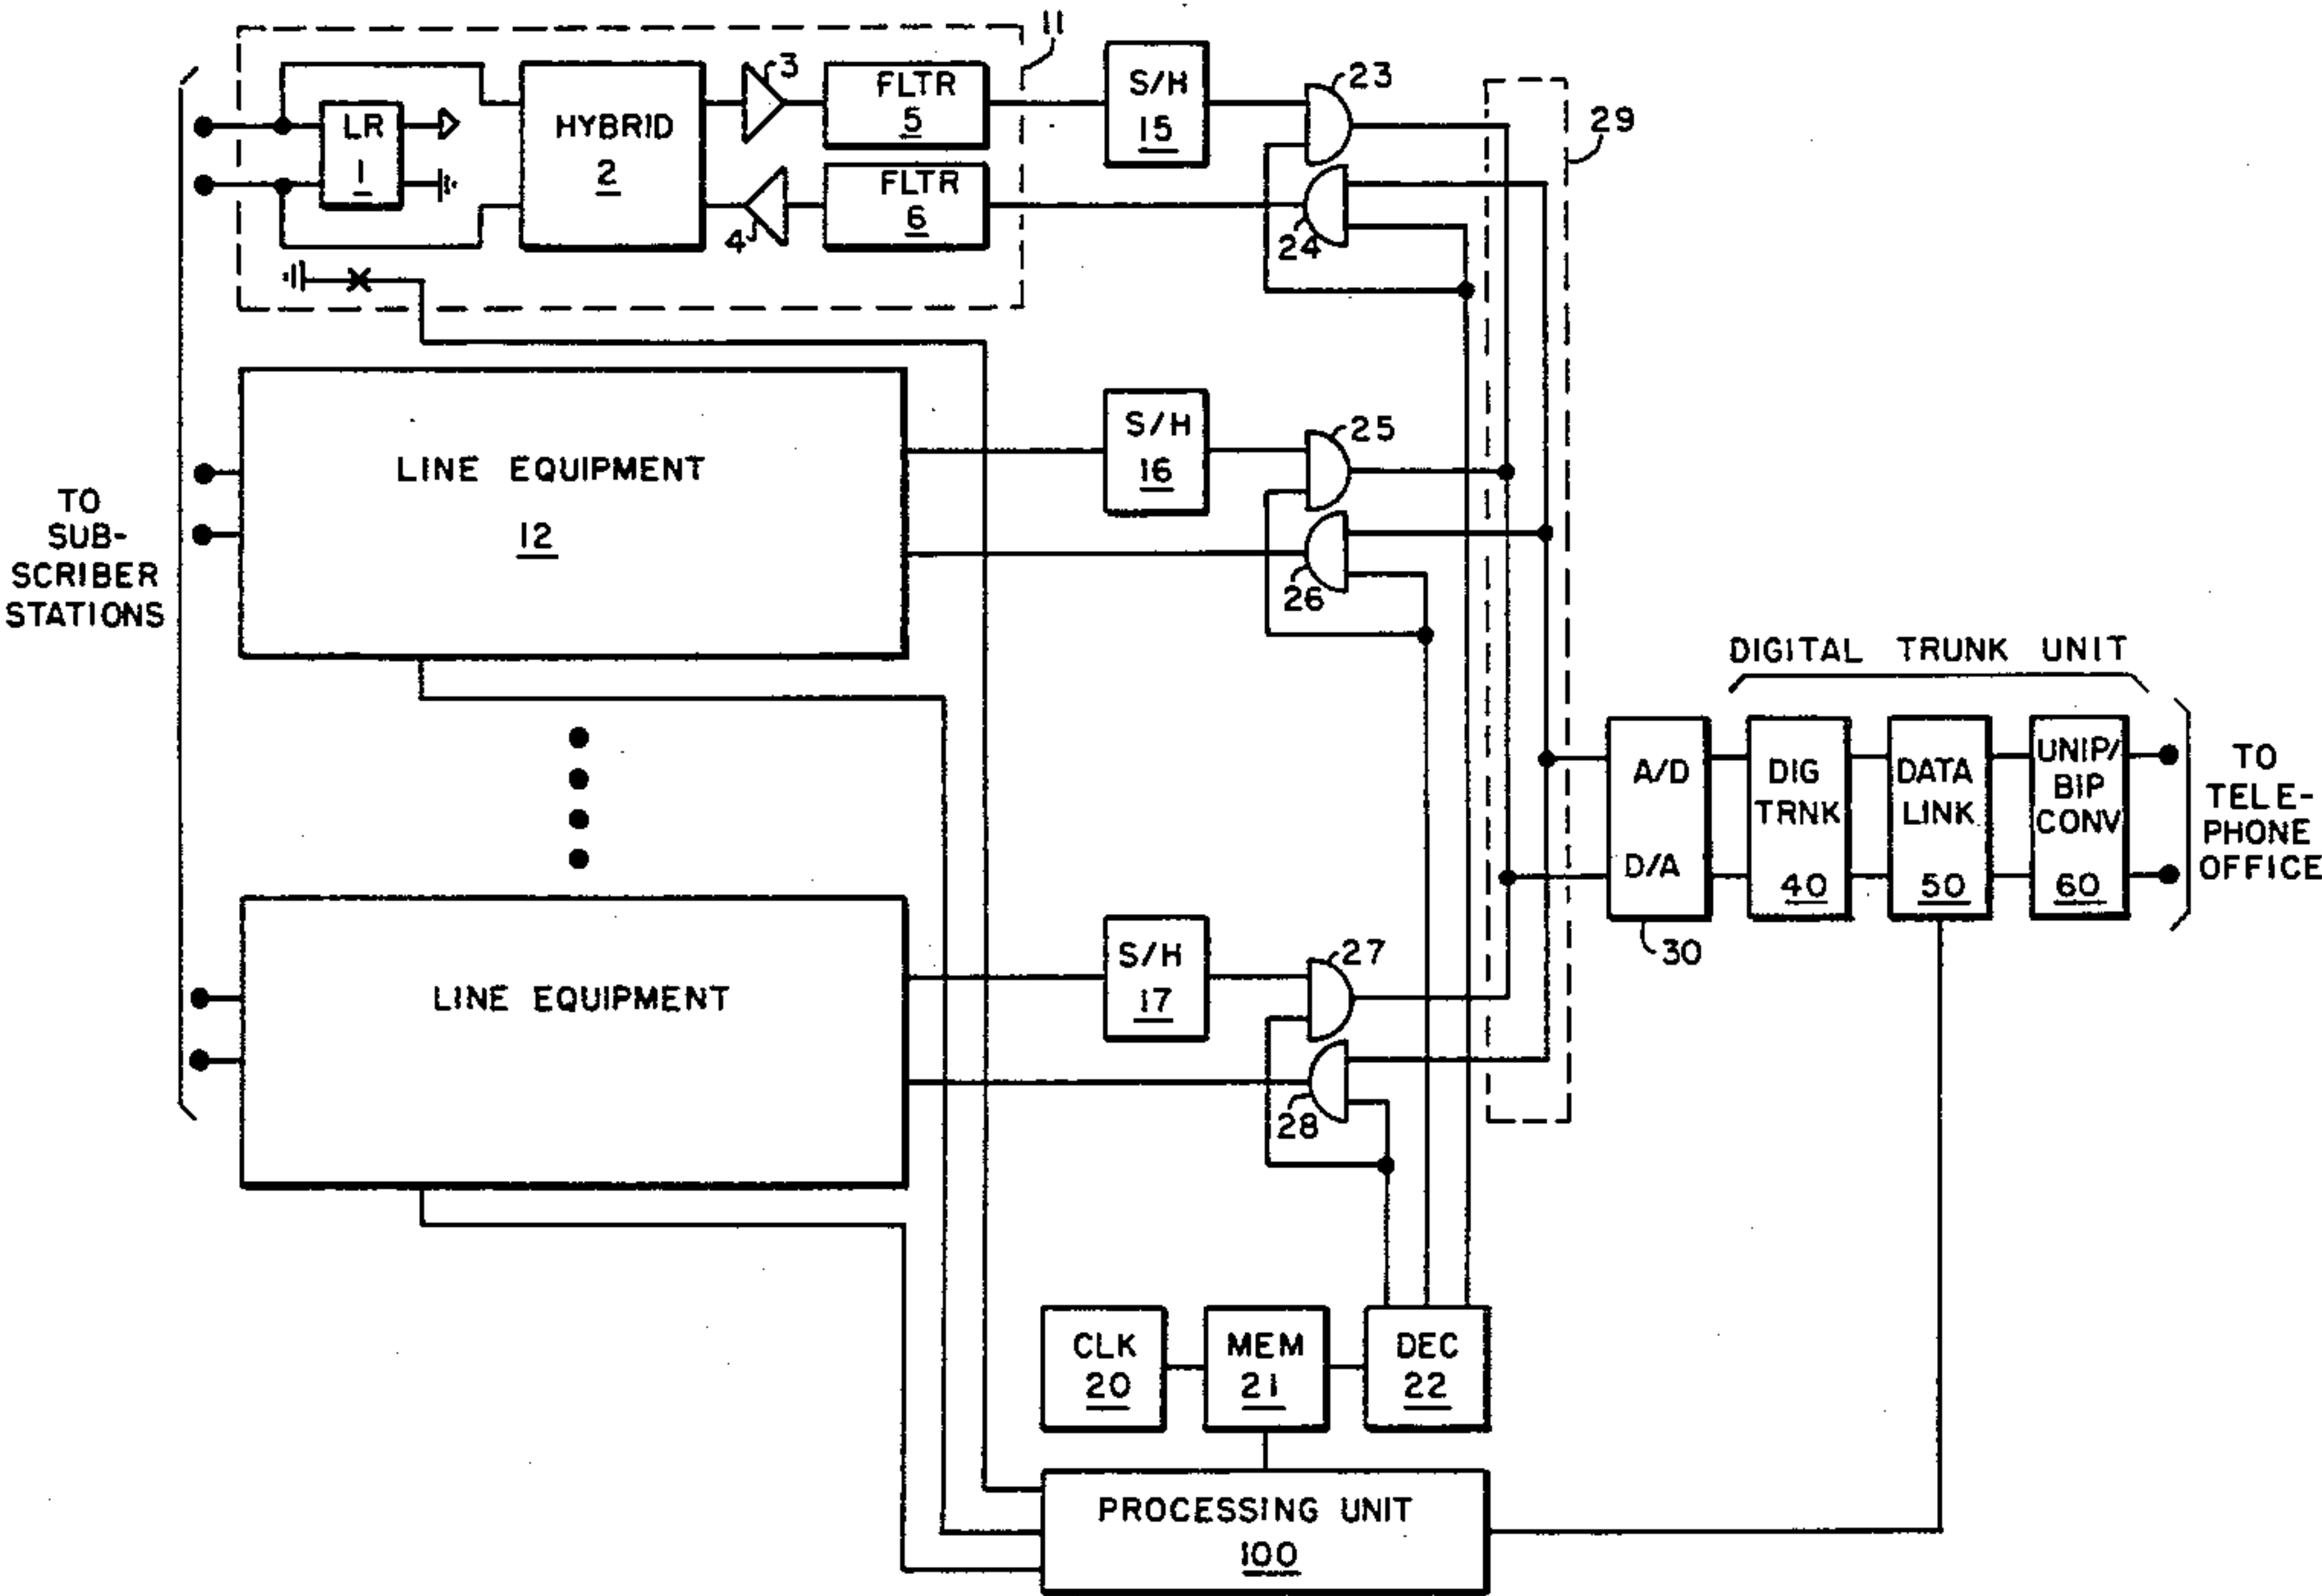 11
3
FLTR
5
S/H
15
23
LR
1
HYBRID
2
29
FLTR
6
4
24
S/H
16
25
LINE EQUIPMENT
12
26
TO
SUB-
SCRIBER
STATIONS
DIGITAL TRUNK UNIT
A/D
D/A
30
DIG
TRNK
40
DATA
LINK
50
UNIP/
BIP
CONV
60
TO
TELE-
PHONE
OFFICE
LINE EQUIPMENT
S/H
17
27
28
CLK
20
MEM
21
DEC
22
PROCESSING UNIT
100